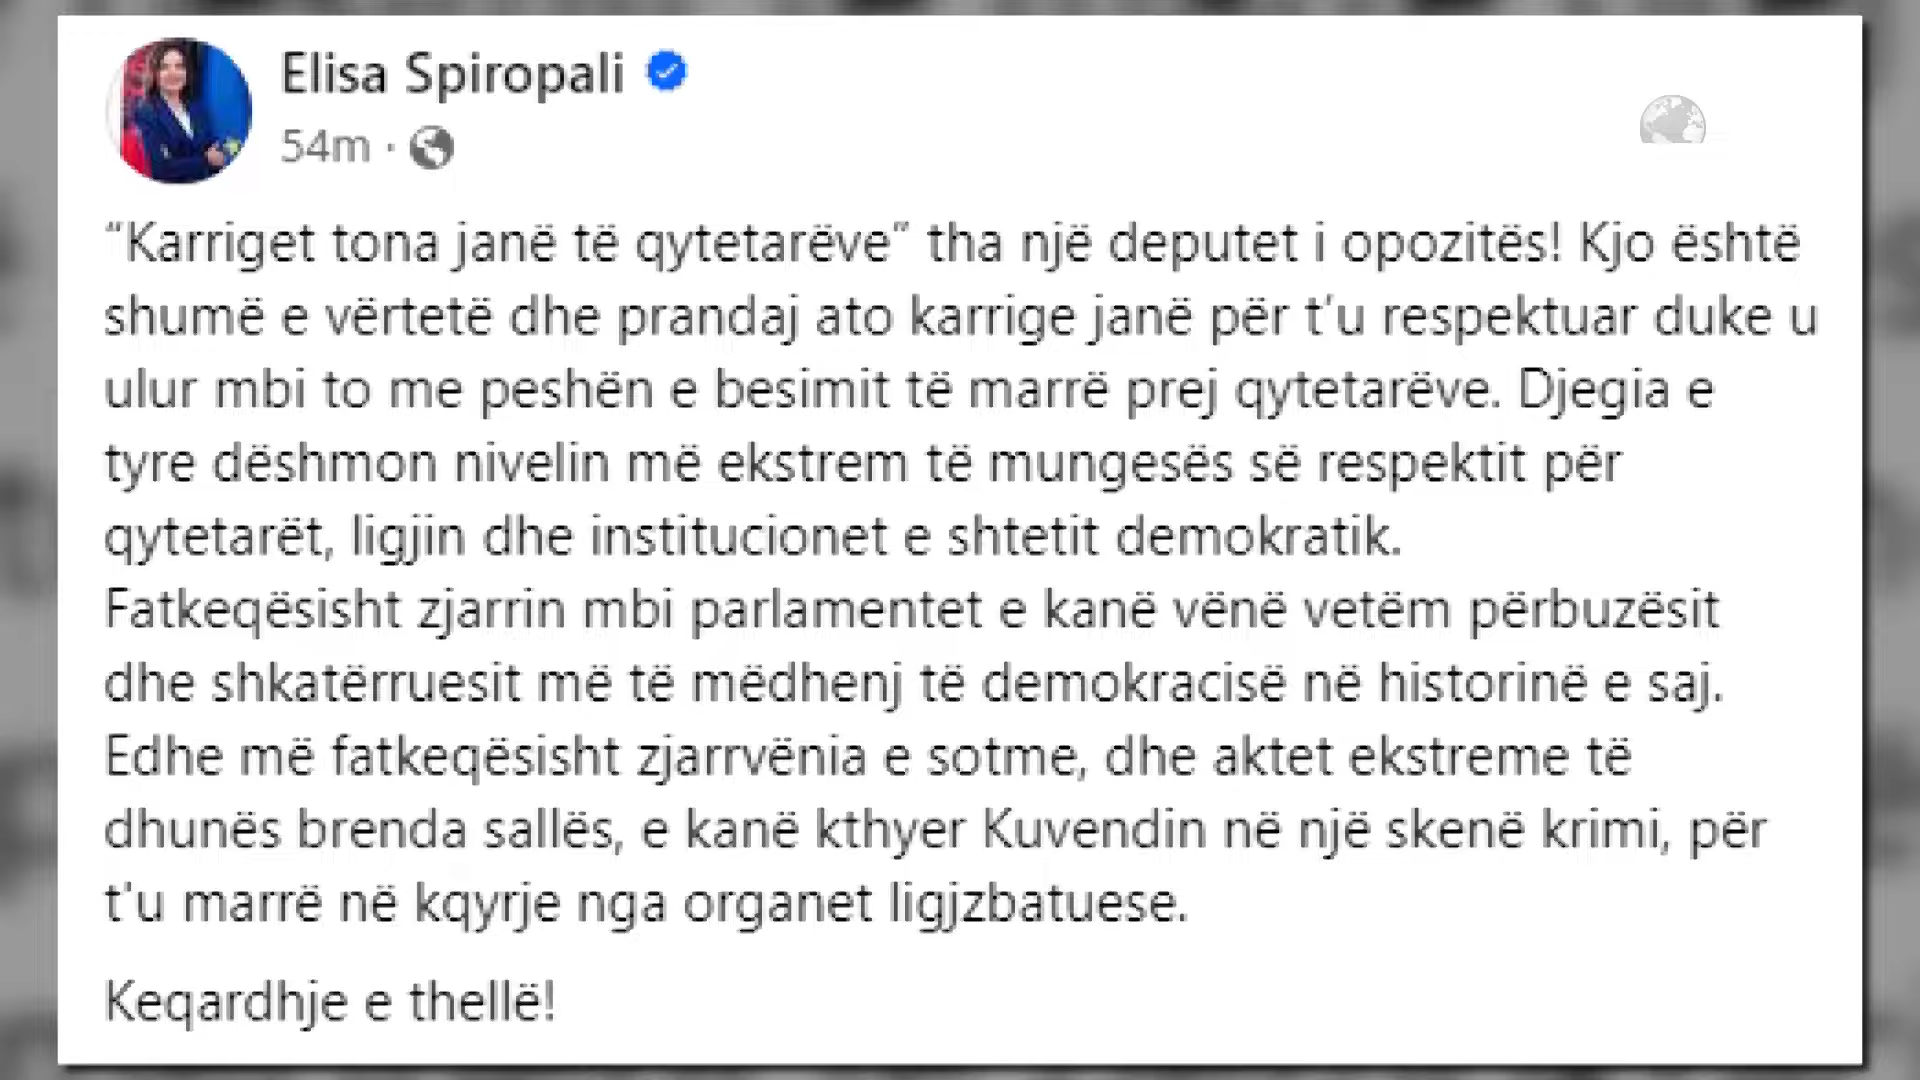 Elisa Spiropali
54m ·
“Karriget tona janë të qytetarëve” tha një deputet i opozitës! Kjo është
shumë e vërtetë dhe prandaj ato karrige janë për t’u respektuar duke u
ulur mbi to me peshën e besimit të marrë prej qytetarëve. Djegia e
tyre dëshmon nivelin më ekstrem të mungesës së respektit për
qytetarët, ligjin dhe institucionet e shtetit demokratik.
Fatkeqësisht zjarrin mbi parlamentet e kanë vënë vetëm përbuzësit
dhe shkatërruesit më të mëdhenj të demokracisë në historinë e saj.
Edhe më fatkeqësisht zjarrvënia e sotme, dhe aktet ekstreme të
dhunës brenda sallës, e kanë kthyer Kuvendin në një skenë krimi, për
t'u marrë në kqyrje nga organet ligjzbatuese.
Keqardhje e thellë!